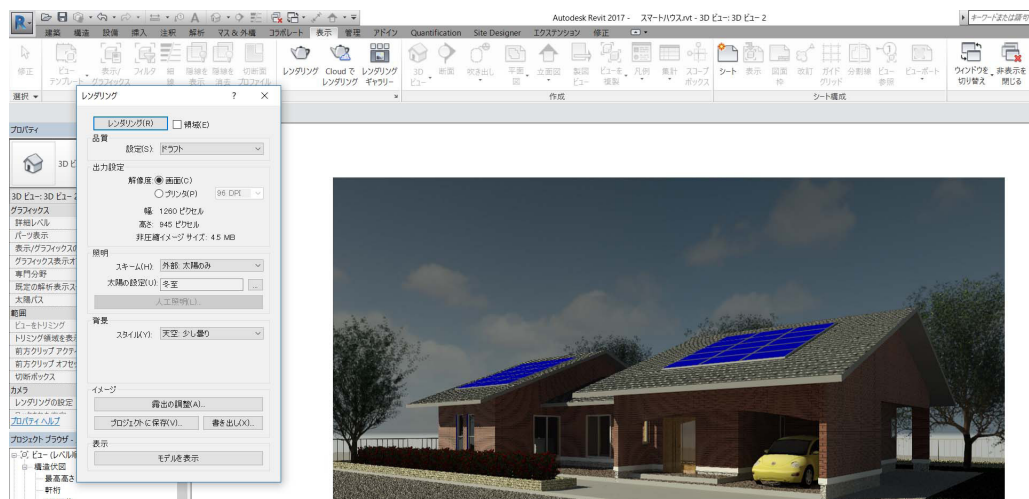 Autodesk Revit 2017 - スマートハウス.rvt - 3D ビュー: 3D ビュー 2
キーワードまたは語句
建築 構造 設備 挿入 注釈 解析 マス & 外構 コラボレート 表示 管理 アドイン Quantification Site Designer エクステンション 修正
修正 ビュー テンプレート 表示/ グラフィックス フィルタ 細線 隠線を 表示 隠線を 消去 切断面 プロファイル レンダリング Cloud で レンダリング レンダリング ギャラリー 3D ビュー 断面 吹き出し 平面図 立面図 製図 ビュー ビューを 複製 凡例 集計 スコープ ボックス シート 表示 図面枠 改訂 ガイド グリッド 分割線 ビュー 参照 ビューポート ウィンドウを 切り替え 非表示を 閉じる
選択 作成 シート構成
レンダリング ? ×
レンダリング(R) 領域(E)
品質
設定(S): ドラフト
出力設定
解像度: 画面(C)
プリンタ(P) 96 DPI
幅: 1260 ピクセル
高さ: 945 ピクセル
非圧縮イメージ サイズ: 4.5 MB
照明
スキーム(H): 外部: 太陽のみ
太陽の設定(U): 冬至 ...
人工照明(L)...
背景
スタイル(Y): 天空: 少し曇り
イメージ
露出の調整(A)...
プロジェクトに保存(V)... 書き出し(X)...
表示
モデルを表示
プロパティ
3D ビ
3D ビュー: 3D ビュー 2
グラフィックス
詳細レベル
パーツ表示
表示/グラフィックスの
グラフィックス表示オ
専門分野
既定の解析表示ス
太陽パス
範囲
ビューをトリミング
トリミング領域を表
前方クリップ アクテ
前方クリップ オフセ
切断ボックス
カメラ
レンダリングの設定
プロパティ ヘルプ
プロジェクト ブラウザ -
ビュー (レベル順
構造伏図
最高高さ
軒桁